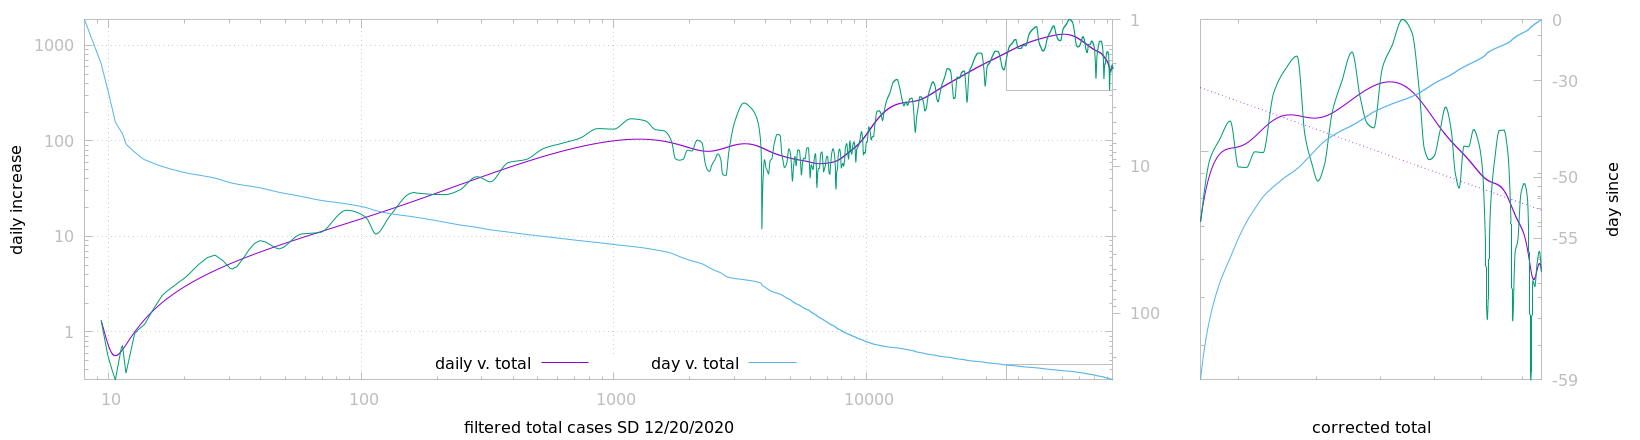 daily increase
1000
100
10
1
10
100
1000
10000
filtered total cases SD 12/20/2020
daily v. total
day v. total
1
10
100
0
-30
-50
-55
-59
day since
corrected total